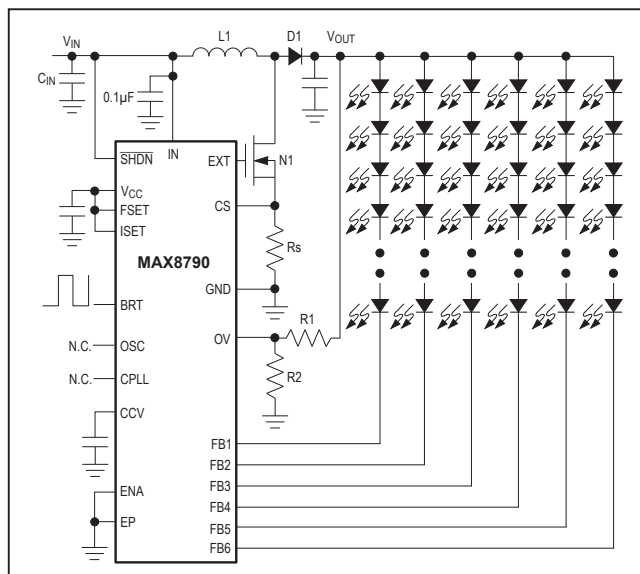 VIN
L1
D1
VOUT
CIN
0.1µF
IN
SHDN
EXT
N1
VCC
FSET
CS
ISET
MAX8790
Rs
GND
BRT
OV
R1
N.C.
OSC
R2
N.C.
CPLL
CCV
FB1
FB2
FB3
ENA
FB4
EP
FB5
FB6